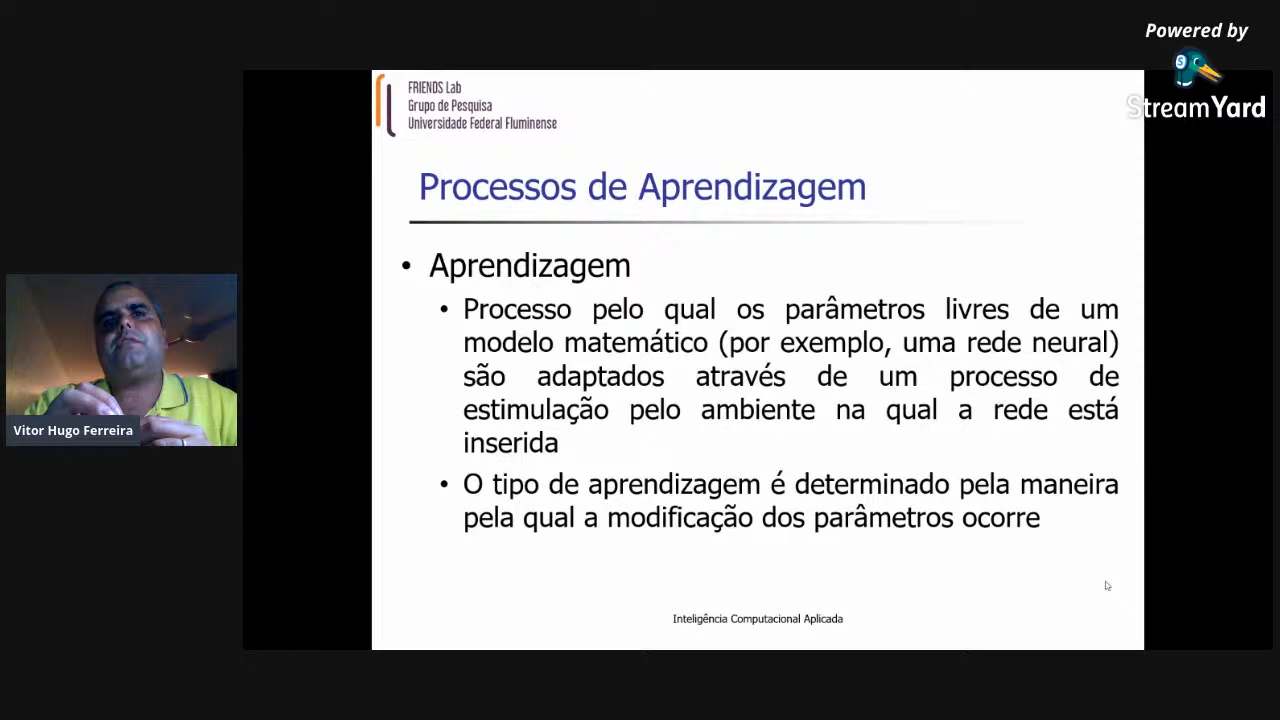 Powered by
StreamYard
FRIENDS Lab
Grupo de Pesquisa
Universidade Federal Fluminense
Processos de Aprendizagem
• Aprendizagem
• Processo pelo qual os parâmetros livres de um
modelo matemático (por exemplo, uma rede neural)
são adaptados através de um processo de
estimulação pelo ambiente na qual a rede está
inserida
• O tipo de aprendizagem é determinado pela maneira
pela qual a modificação dos parâmetros ocorre
Vitor Hugo Ferreira
Inteligência Computacional Aplicada